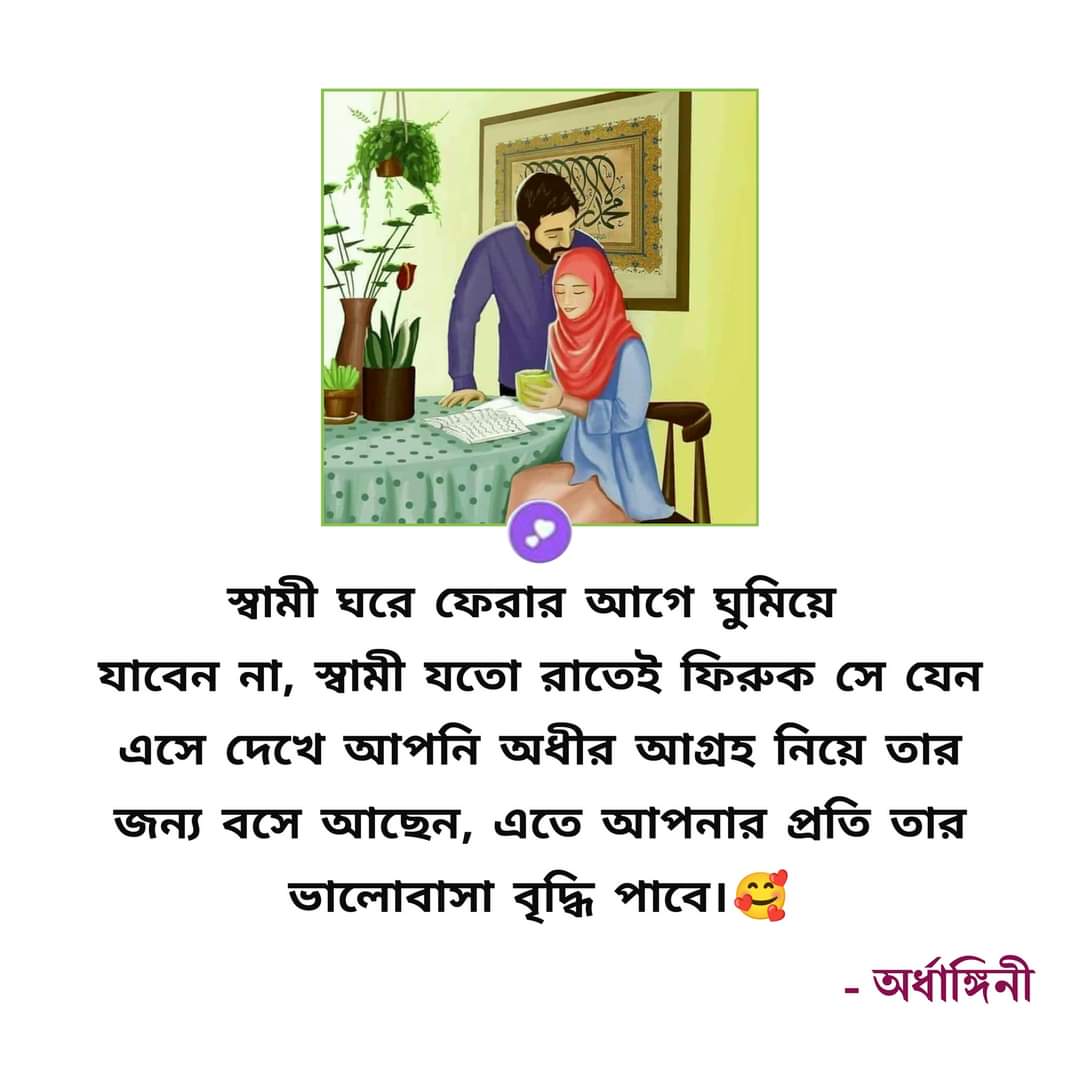 স্বামী ঘরে ফেরার আগে ঘুমিয়ে
যাবেন না, স্বামী যতো রাতেই ফিরুক সে যেন
এসে দেখে আপনি অধীর আগ্রহ নিয়ে তার
জন্য বসে আছেন, এতে আপনার প্রতি তার
ভালোবাসা বৃদ্ধি পাবে।🥰
- অর্ধাঙ্গিনী